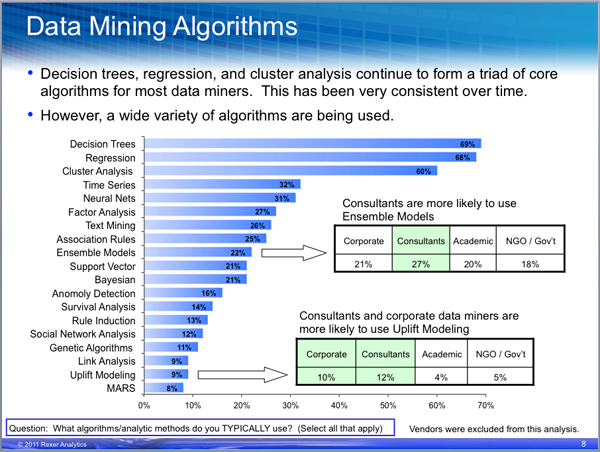 Data Mining Algorithms
• Decision trees, regression, and cluster analysis continue to form a triad of core
algorithms for most data miners.  This has been very consistent over time.
• However, a wide variety of algorithms are being used.
Decision Trees 69%
Regression 68%
Cluster Analysis 60%
Time Series 32%
Neural Nets 31%
Factor Analysis 27%
Text Mining 26%
Association Rules 25%
Ensemble Models 22%
Support Vector 21%
Bayesian 21%
Anomoly Detection 16%
Survival Analysis 14%
Rule Induction 13%
Social Network Analysis 12%
Genetic Algorithms 11%
Link Analysis 9%
Uplift Modeling 9%
MARS 8%
0% 10% 20% 30% 40% 50% 60% 70%
Consultants are more likely to use
Ensemble Models
Corporate Consultants Academic NGO / Gov't
21% 27% 20% 18%
Consultants and corporate data miners are
more likely to use Uplift Modeling
Corporate Consultants Academic NGO / Gov't
10% 12% 4% 5%
Question:  What algorithms/analytic methods do you TYPICALLY use?  (Select all that apply)
Vendors were excluded from this analysis.
© 2011 Rexer Analytics
8